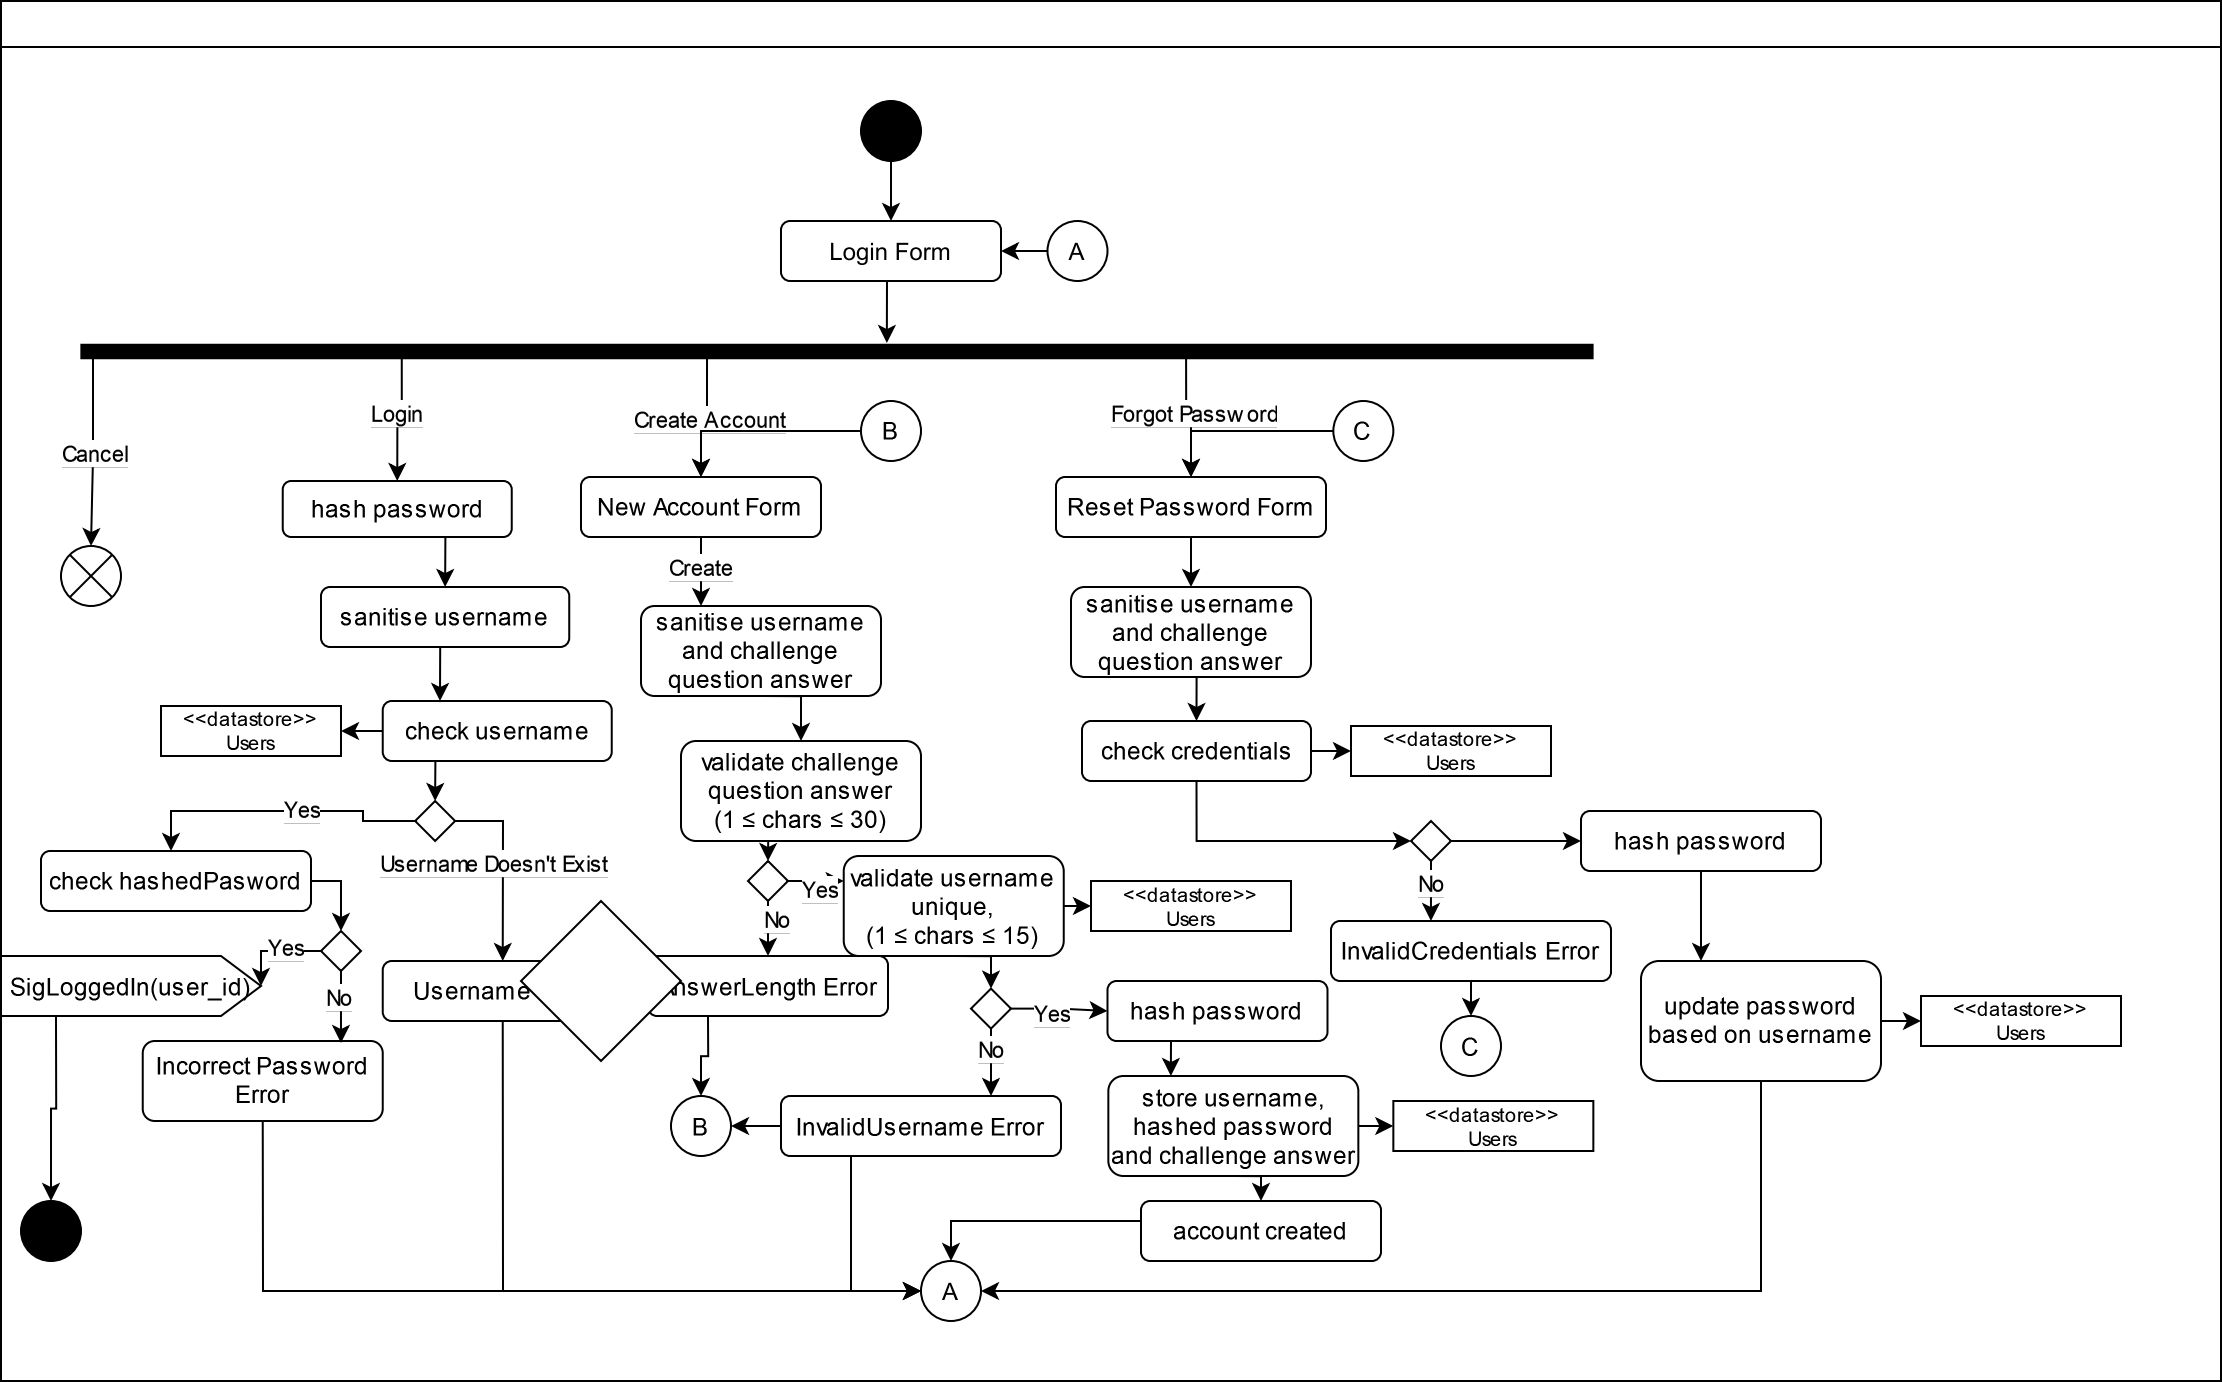 Login Form
A
Cancel
Login
Create Account
B
Forgot Password
C
hash password
New Account Form
Reset Password Form
Create
sanitise username
sanitise username
and challenge
question answer
sanitise username
and challenge
question answer
<<datastore>>
Users
check username
validate challenge
question answer
(1 ≤ chars ≤ 30)
check credentials
<<datastore>>
Users
Yes
Username Doesn't Exist
check hashedPasword
Yes
No
validate username
unique,
(1 ≤ chars ≤ 15)
<<datastore>>
Users
No
hash password
Yes
No
SigLoggedIn(user_id)
Username
Error
InvalidCredentials Error
Yes
No
hash password
C
update password
based on username
<<datastore>>
Users
Incorrect Password
Error
B
InvalidUsername Error
store username,
hashed password
and challenge answer
<<datastore>>
Users
account created
A